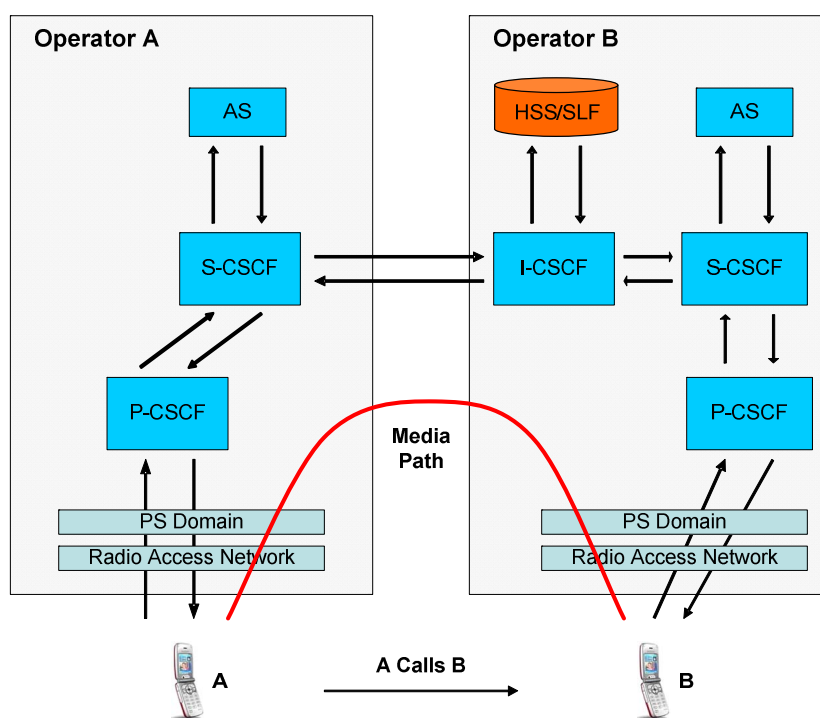 Operator A
Operator B
AS
HSS/SLF
AS
S-CSCF
I-CSCF
S-CSCF
P-CSCF
P-CSCF
Media
Path
PS Domain
PS Domain
Radio Access Network
Radio Access Network
A
A Calls B
B